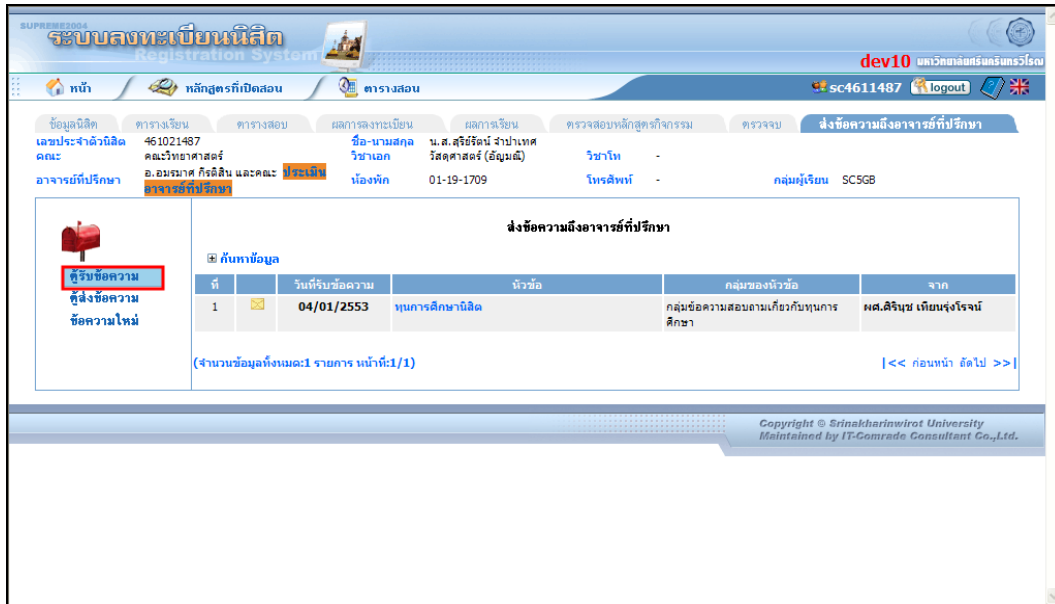 SUPREME2004
ระบบลงทะเบียนนิสิต
Registration System
dev10 มหาวิทยาลัยศรีนครินทรวิโรฒ
หน้า หลักสูตรที่เปิดสอน ตารางสอบ sc4611487 logout
ข้อมูลนิสิต ตารางเรียน ตารางสอบ ผลการลงทะเบียน ผลการเรียน ตรวจสอบหลักสูตรกิจกรรม ตรวจจบ ส่งข้อความถึงอาจารย์ที่ปรึกษา
เลขประจำตัวนิสิต 461021487 ชื่อ-นามสกุล น.ส.สุรีย์รัตน์ จำปาเทศ
คณะ คณะวิทยาศาสตร์ วิชาเอก วัสดุศาสตร์ (อัญมณี) วิชาโท -
อาจารย์ที่ปรึกษา อ.อมรมาศ กีรติสิน และคณะ ประเมิน ห้องพัก 01-19-1709 โทรศัพท์ - กลุ่มผู้เรียน SC5GB
อาจารย์ที่ปรึกษา
ส่งข้อความถึงอาจารย์ที่ปรึกษา
ค้นหาข้อมูล
ตู้รับข้อความ
ตู้ส่งข้อความ
ข้อความใหม่
ที่ วันที่รับข้อความ หัวข้อ กลุ่มของหัวข้อ จาก
1 04/01/2553 ทุนการศึกษานิสิต กลุ่มข้อความสอบถามเกี่ยวกับทุนการ ผศ.ศิรินุช เทียนรุ่งโรจน์
ศึกษา
(จำนวนข้อมูลทั้งหมด:1 รายการ หน้าที่:1/1) |<< ก่อนหน้า ถัดไป >>|
Copyright © Srinakharinwirot University
Maintained by IT-Comrade Consultant Co.,Ltd.